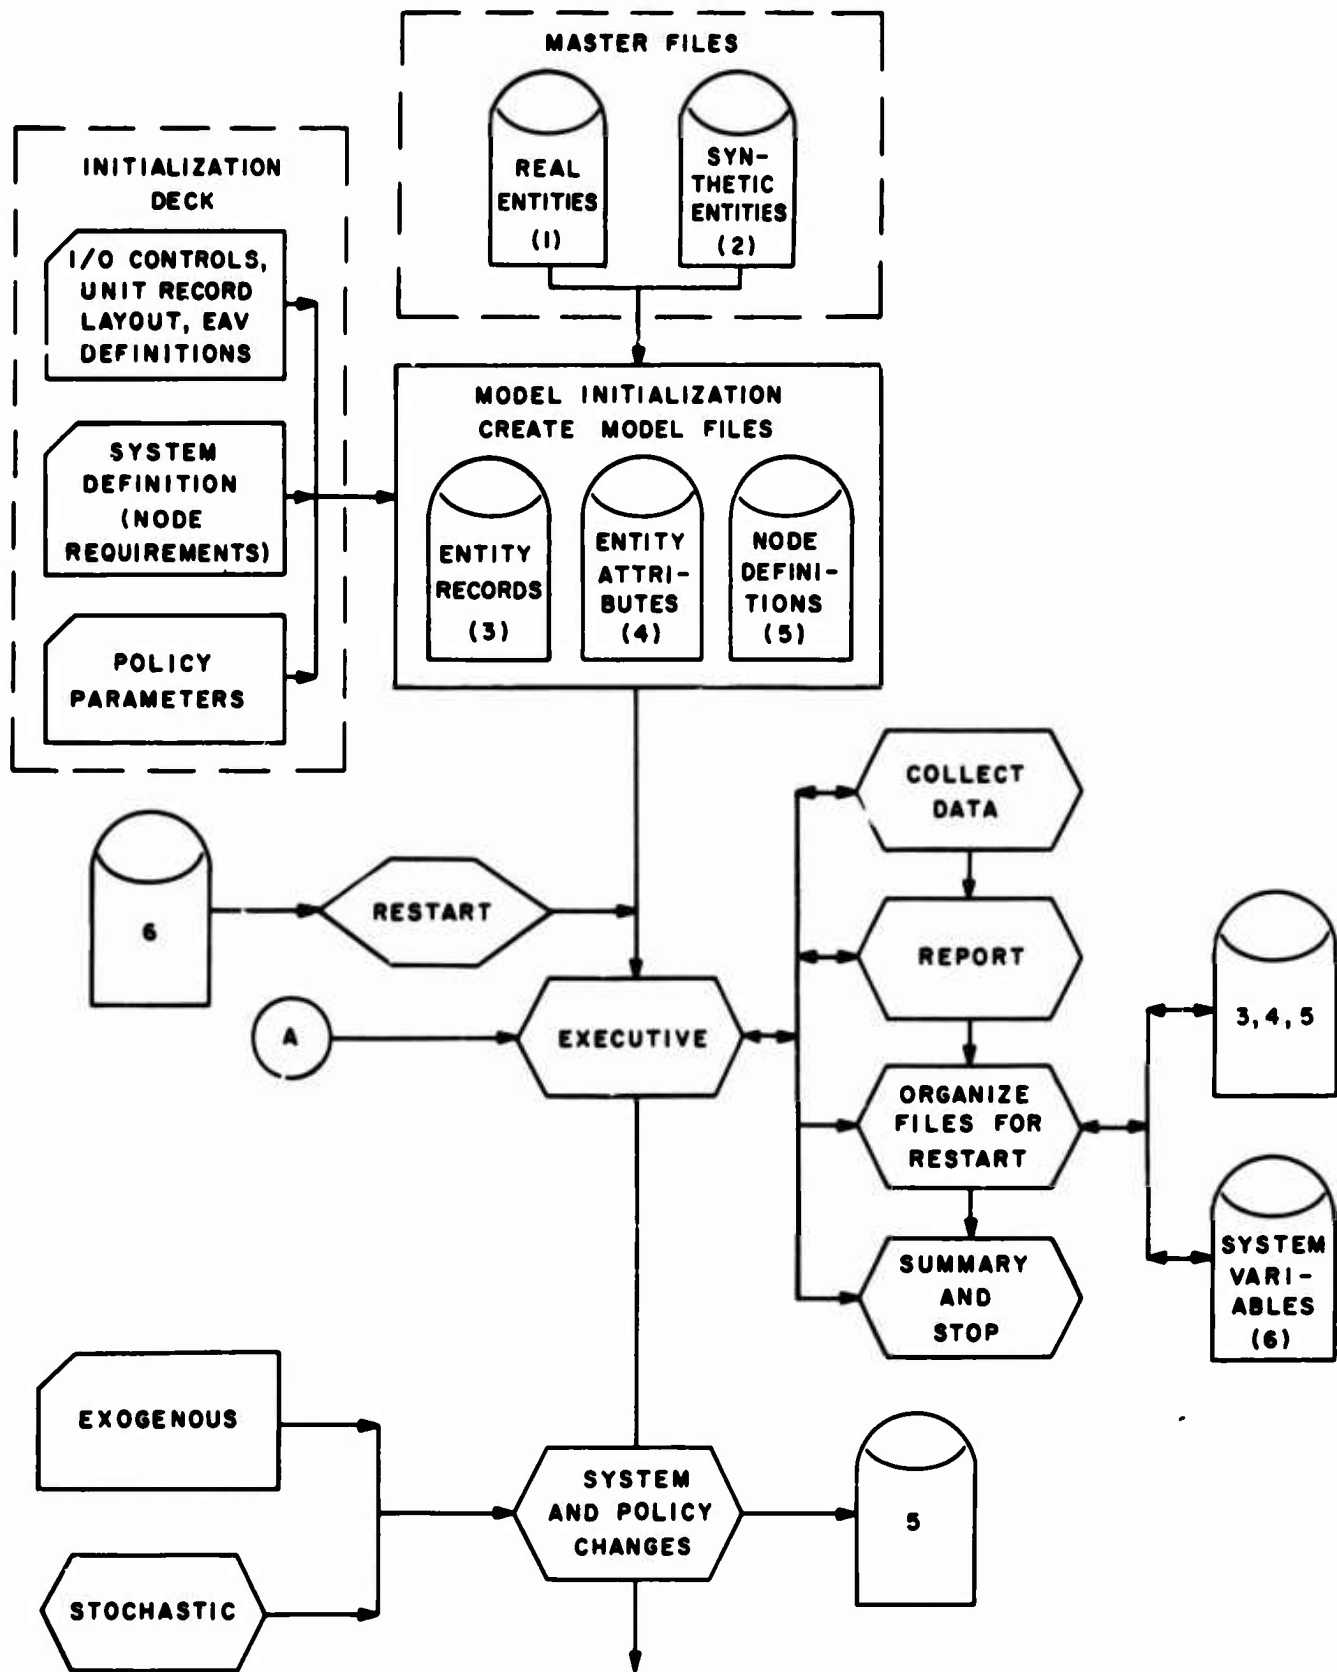 MASTER FILES
REAL
ENTITIES
(1)
SYN-
THETIC
ENTITIES
(2)
INITIALIZATION
DECK
I/O CONTROLS,
UNIT RECORD
LAYOUT, EAV
DEFINITIONS
SYSTEM
DEFINITION
(NODE
REQUIREMENTS)
POLICY
PARAMETERS
MODEL INITIALIZATION
CREATE MODEL FILES
ENTITY
RECORDS
(3)
ENTITY
ATTRI-
BUTES
(4)
NODE
DEFINI-
TIONS
(5)
COLLECT
DATA
6
RESTART
REPORT
A
EXECUTIVE
3, 4, 5
ORGANIZE
FILES FOR
RESTART
SUMMARY
AND
STOP
SYSTEM
VARI-
ABLES
(6)
EXOGENOUS
STOCHASTIC
SYSTEM
AND POLICY
CHANGES
5